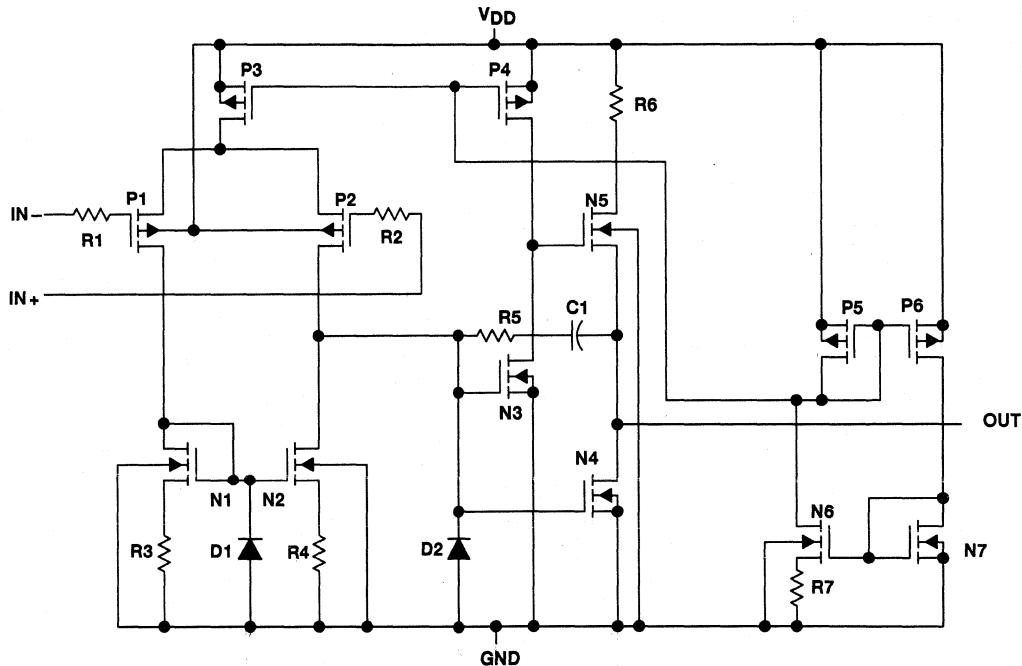 VDD
P3
P4
R6
P1
P2
N5
IN–
R1
R2
IN+
R5
C1
P5
P6
N3
OUT
N4
N1
N2
N6
N7
R3
D1
R4
D2
R7
GND